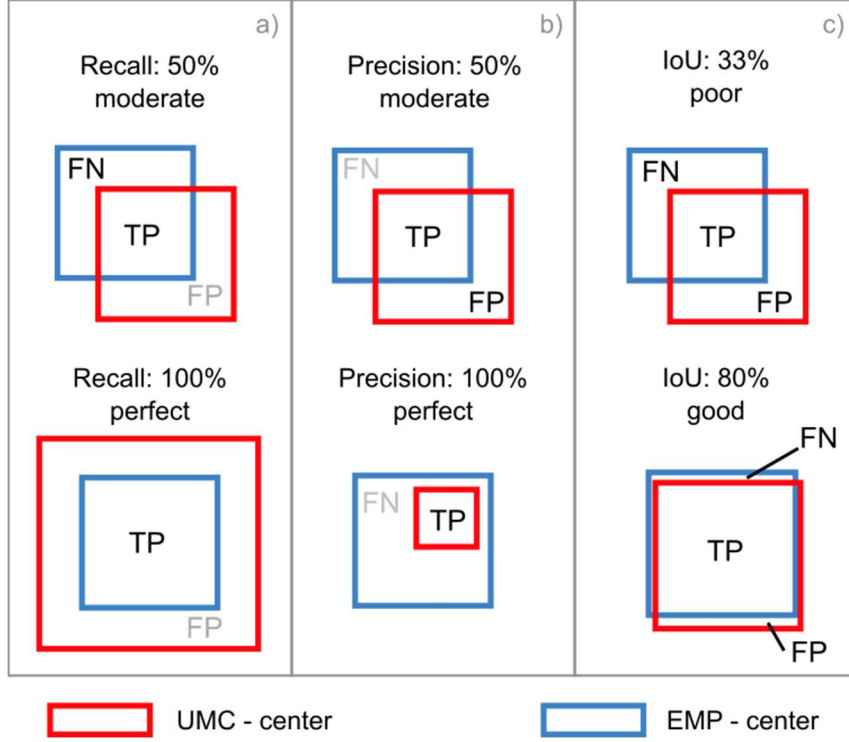 a)
Recall: 50%
moderate
FN
TP
FP
Recall: 100%
perfect
TP
FP
b)
Precision: 50%
moderate
FN
TP
FP
Precision: 100%
perfect
FN
TP
c)
IoU: 33%
poor
FN
TP
FP
IoU: 80%
good
FN
TP
FP
UMC - center
EMP - center